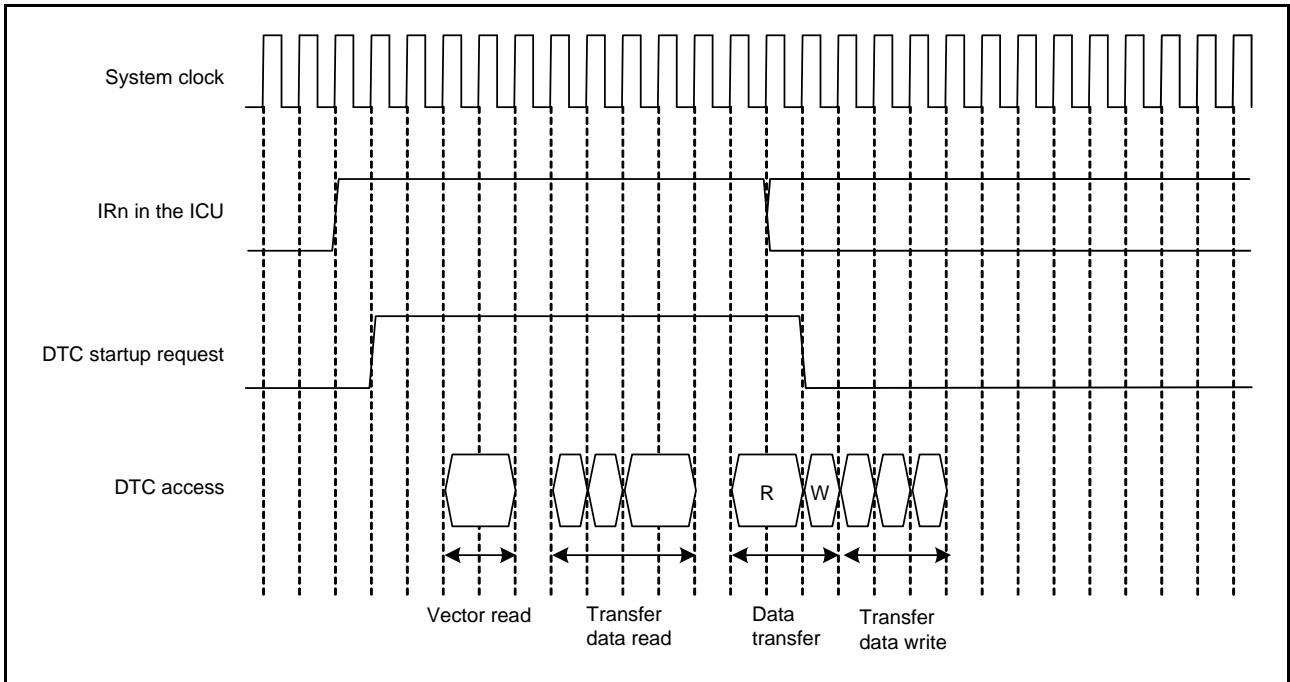 System clock
IRn in the ICU
DTC startup request
DTC access
R
W
Vector read
Transfer
data read
Data
transfer
Transfer
data write